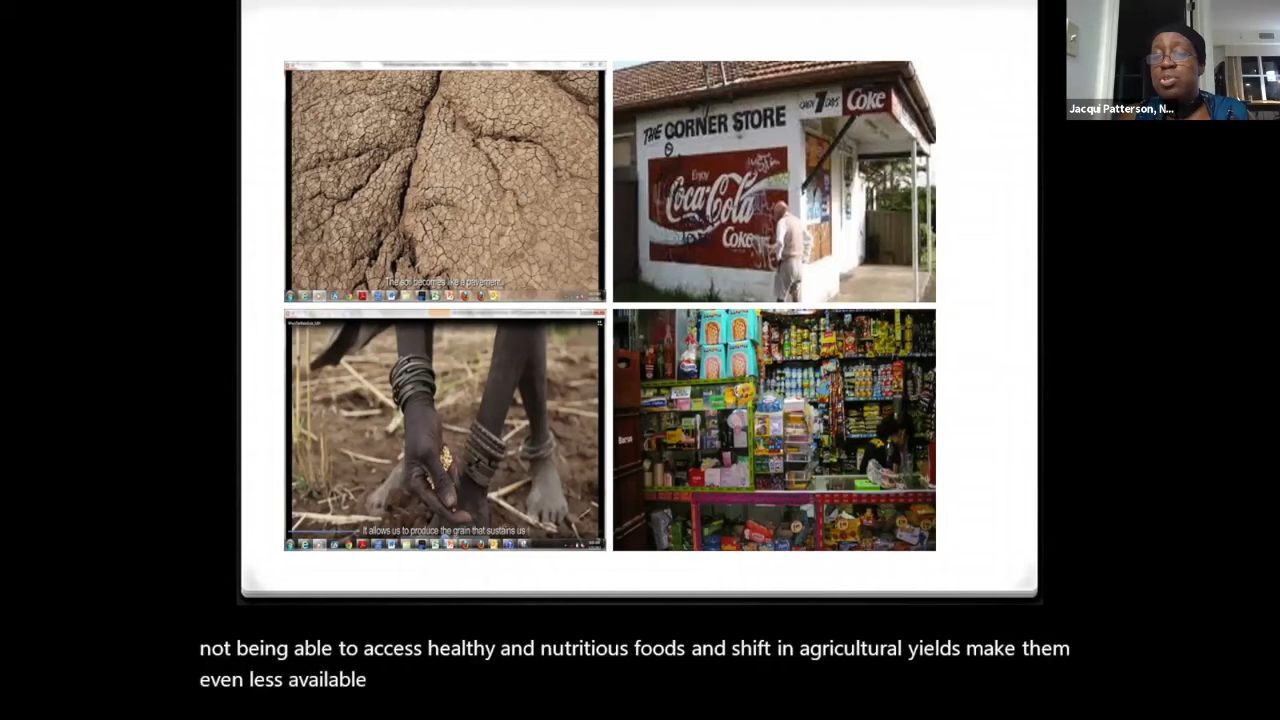 The soil becomes like a pavement
THE CORNER STORE
OPEN 7 DAYS
Coke
Enjoy
Coca-Cola
Coke
It allows us to produce the grain that sustains us
Jacqui Patterson, N...
not being able to access healthy and nutritious foods and shift in agricultural yields make them
even less available